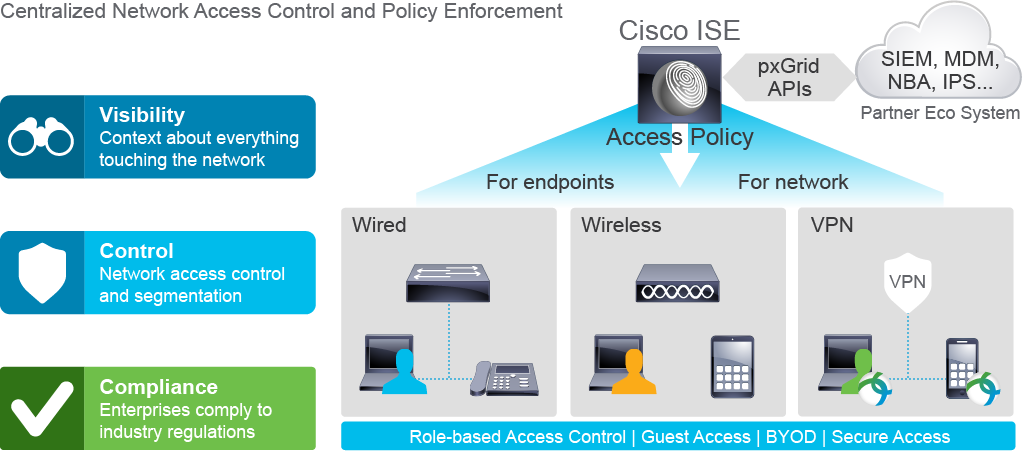 Centralized Network Access Control and Policy Enforcement
Cisco ISE
pxGrid
APIs
SIEM, MDM,
NBA, IPS...
Partner Eco System
Visibility
Context about everything
touching the network
Access Policy
For endpoints
For network
Control
Network access control
and segmentation
Wired
Wireless
VPN
VPN
Compliance
Enterprises comply to
industry regulations
Role-based Access Control | Guest Access | BYOD | Secure Access